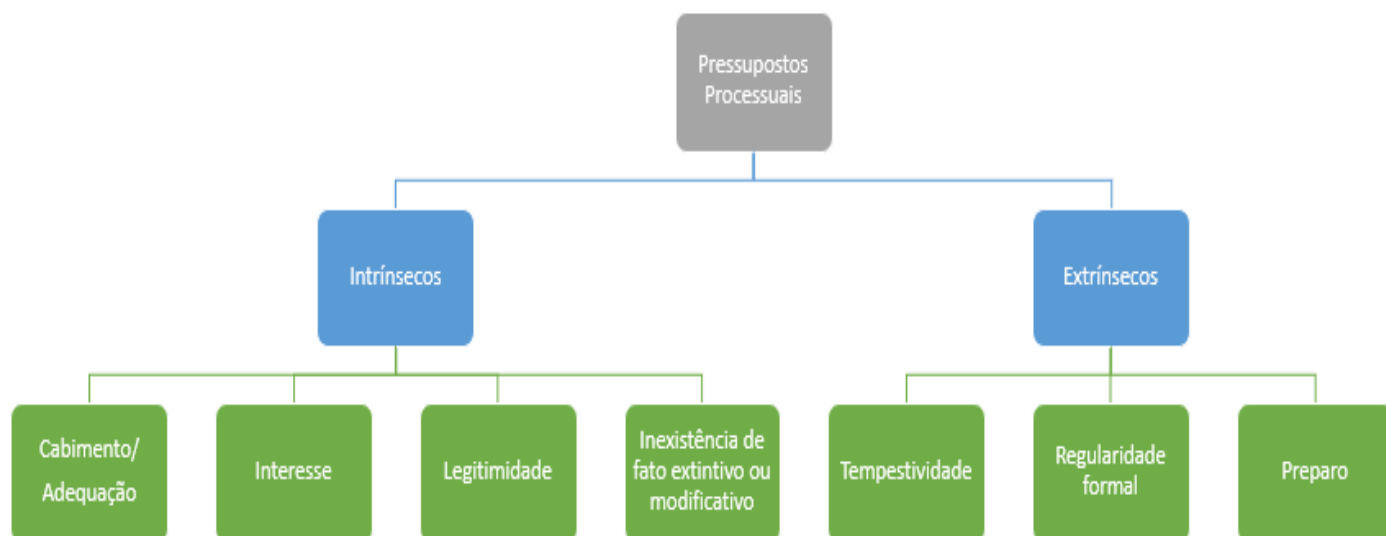 Pressupostos
Processuais
Intrínsecos
Extrínsecos
Cabimento/
Adequação
Interesse
Legitimidade
Inexistência de
fato extintivo ou
modificativo
Tempestividade
Regularidade
formal
Preparo